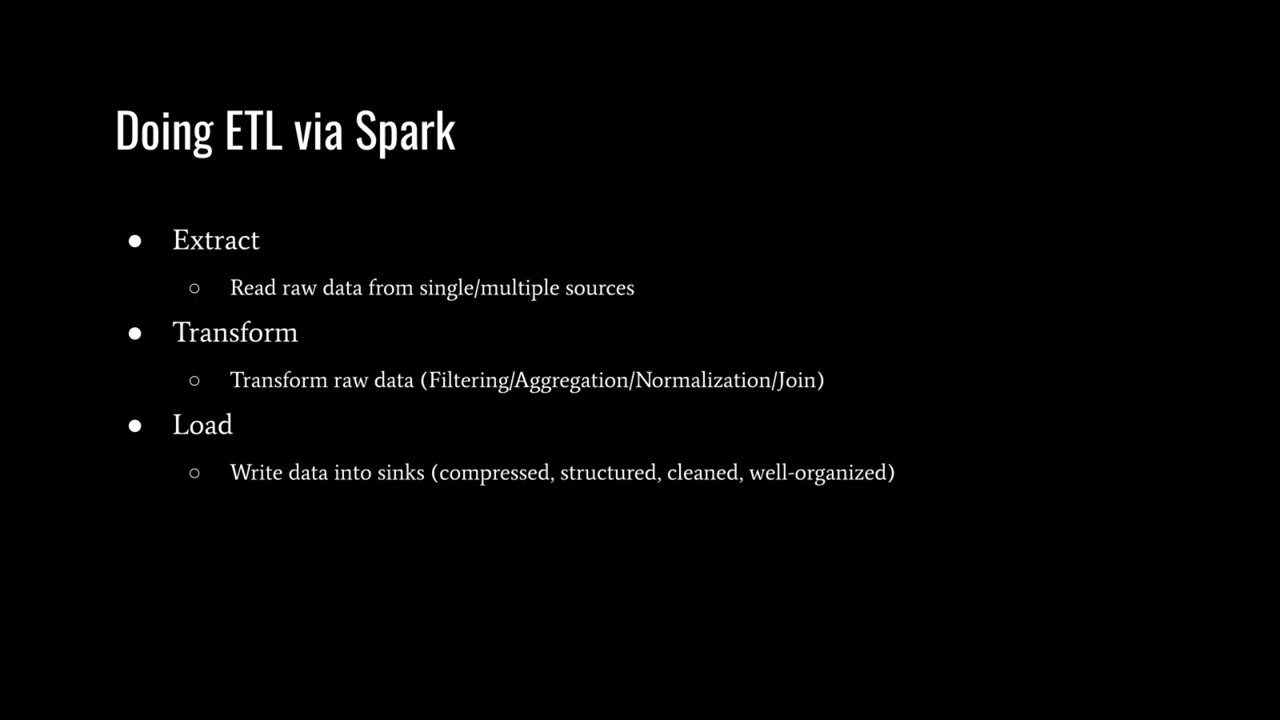 Doing ETL via Spark
● Extract
○ Read raw data from single/multiple sources
● Transform
○ Transform raw data (Filtering/Aggregation/Normalization/Join)
● Load
○ Write data into sinks (compressed, structured, cleaned, well-organized)